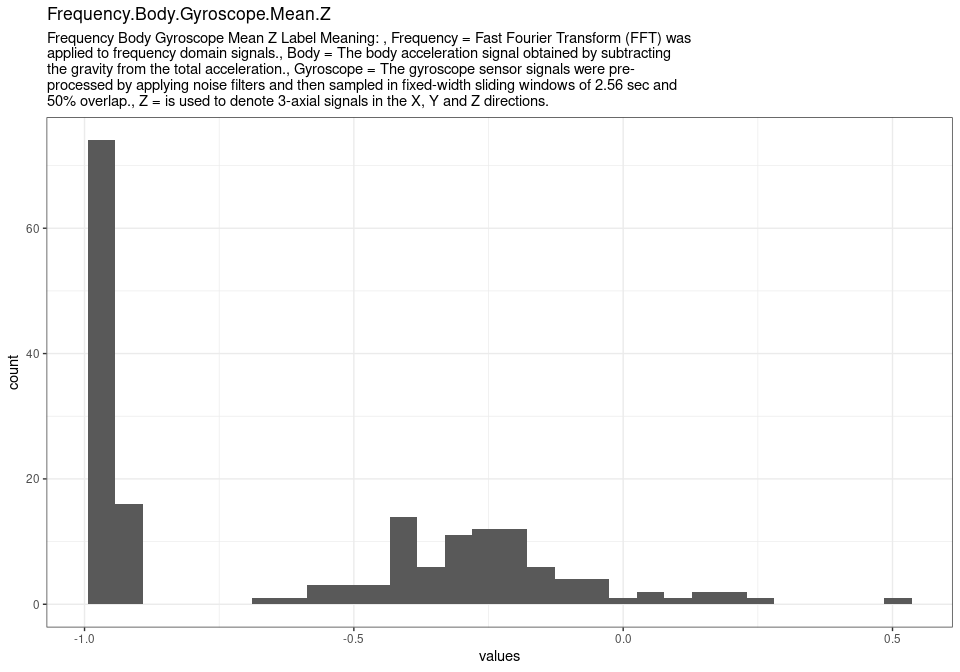 Frequency.Body.Gyroscope.Mean.Z
Frequency Body Gyroscope Mean Z Label Meaning: , Frequency = Fast Fourier Transform (FFT) was
applied to frequency domain signals., Body = The body acceleration signal obtained by subtracting
the gravity from the total acceleration., Gyroscope = The gyroscope sensor signals were pre-
processed by applying noise filters and then sampled in fixed-width sliding windows of 2.56 sec and
50% overlap., Z = is used to denote 3-axial signals in the X, Y and Z directions.
60
40
20
0
count
-1.0
-0.5
0.0
0.5
values